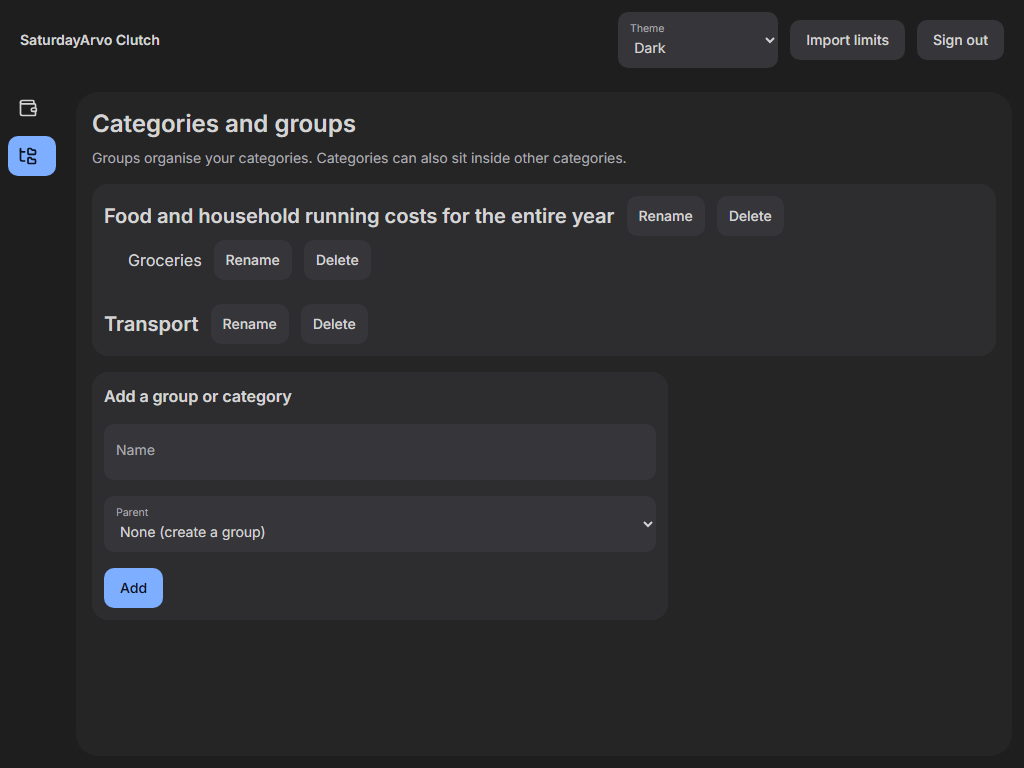 SaturdayArvo Clutch
Theme
Dark
Import limits
Sign out
Categories and groups
Groups organise your categories. Categories can also sit inside other categories.
Food and household running costs for the entire year
Rename
Delete
Groceries
Rename
Delete
Transport
Rename
Delete
Add a group or category
Name
Parent
None (create a group)
Add